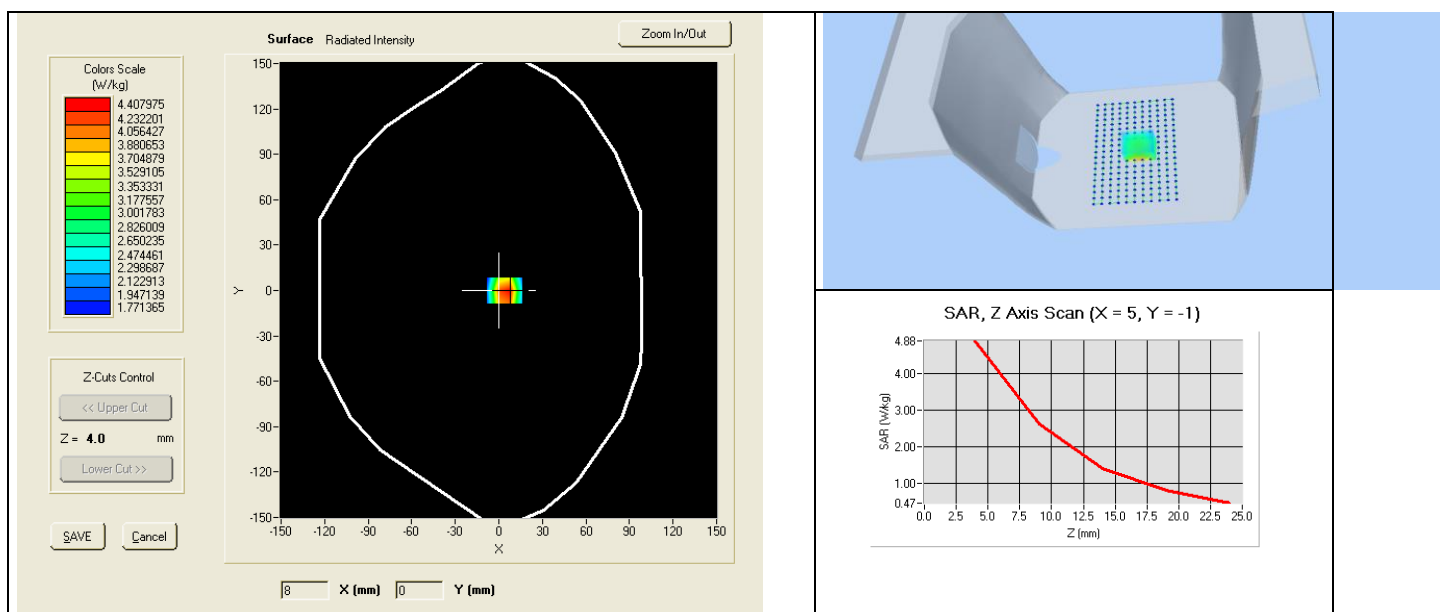 Surface Radiated Intensity
Zoom In/Out
Colors Scale
(W/kg)
4.407975
4.232201
4.056427
3.880653
3.704879
3.529105
3.353331
3.177557
3.001783
2.826009
2.650235
2.474461
2.298687
2.122913
1.947139
1.771365
Z-Cuts Control
<< Upper Cut
Z = 4.0 mm
Lower Cut >>
SAVE Cancel
150
120
90
60
30
0
-30
-60
-90
-120
-150
Y
-150 -120 -90 -60 -30 0 30 60 90 120 150
X
8 X (mm) 0 Y (mm)
SAR, Z Axis Scan (X = 5, Y = -1)
4.88
4.00
3.00
2.00
1.00
0.47
SAR (W/kg)
0.0 2.5 5.0 7.5 10.0 12.5 15.0 17.5 20.0 22.5 25.0
Z (mm)